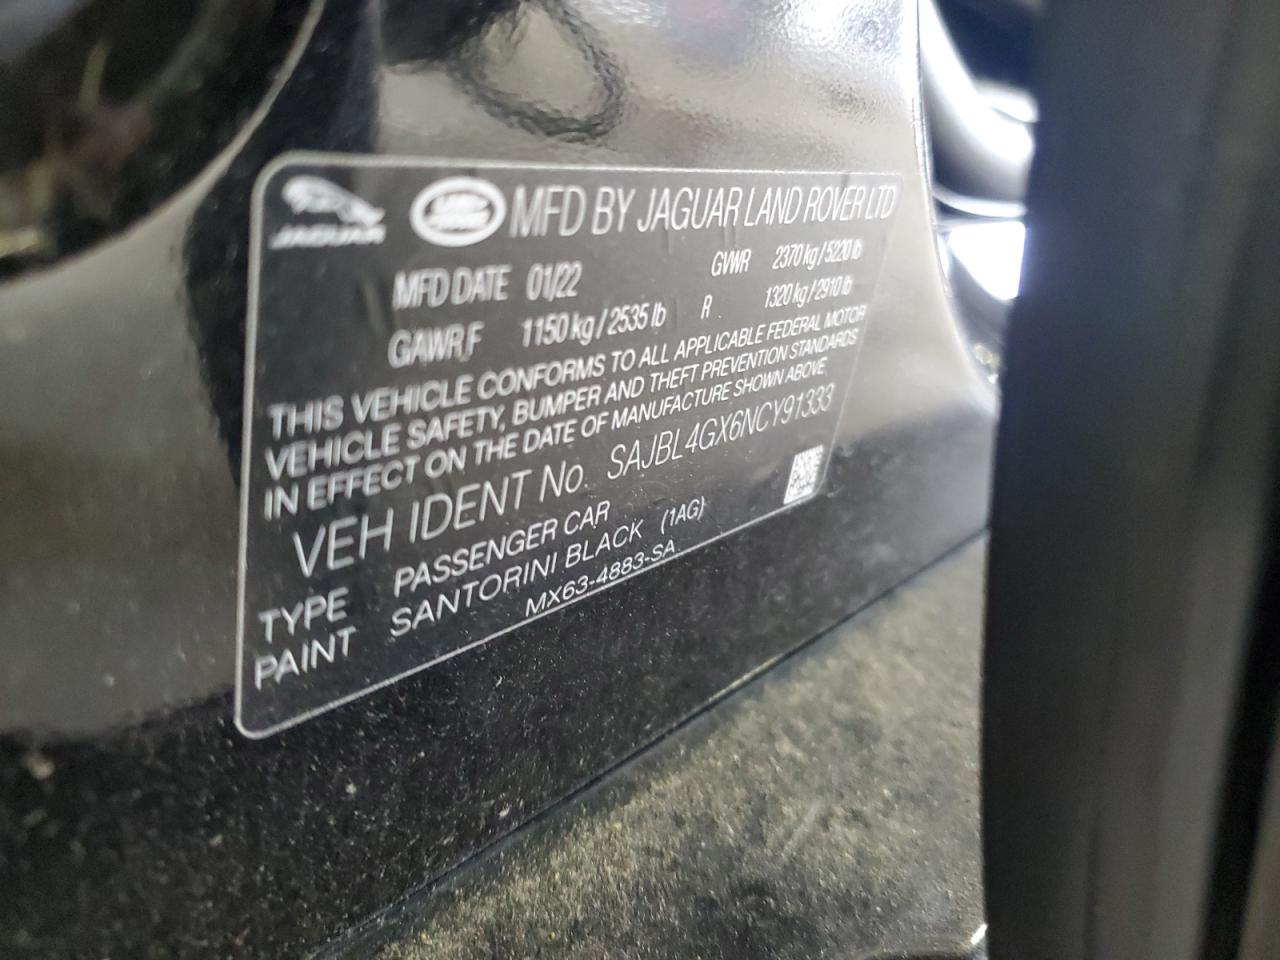 JAGUAR
MFD BY JAGUAR LAND ROVER LTD
MFD DATE 01/22 GVWR 2370 kg / 5220 lb
GAWR F 1150 kg / 2535 lb R 1320 kg / 2910 lb
THIS VEHICLE CONFORMS TO ALL APPLICABLE FEDERAL MOTOR
VEHICLE SAFETY, BUMPER AND THEFT PREVENTION STANDARDS
IN EFFECT ON THE DATE OF MANUFACTURE SHOWN ABOVE
VEH IDENT No. SAJBL4GX6NCY91333
TYPE PASSENGER CAR
PAINT SANTORINI BLACK (1AG)
MX63-4883-SA